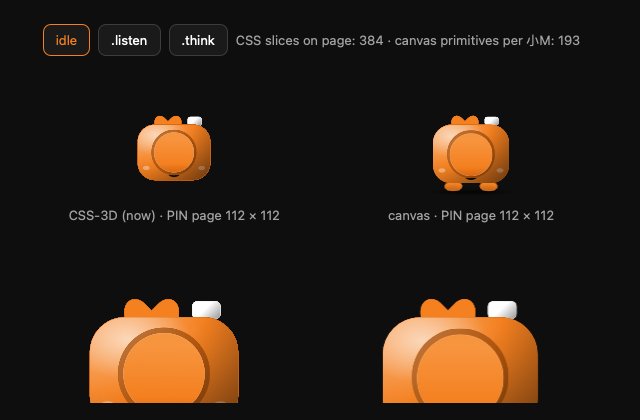 idle
.listen
.think
CSS slices on page: 384 · canvas primitives per 小M: 193
CSS-3D (now) · PIN page 112 × 112
canvas · PIN page 112 × 112